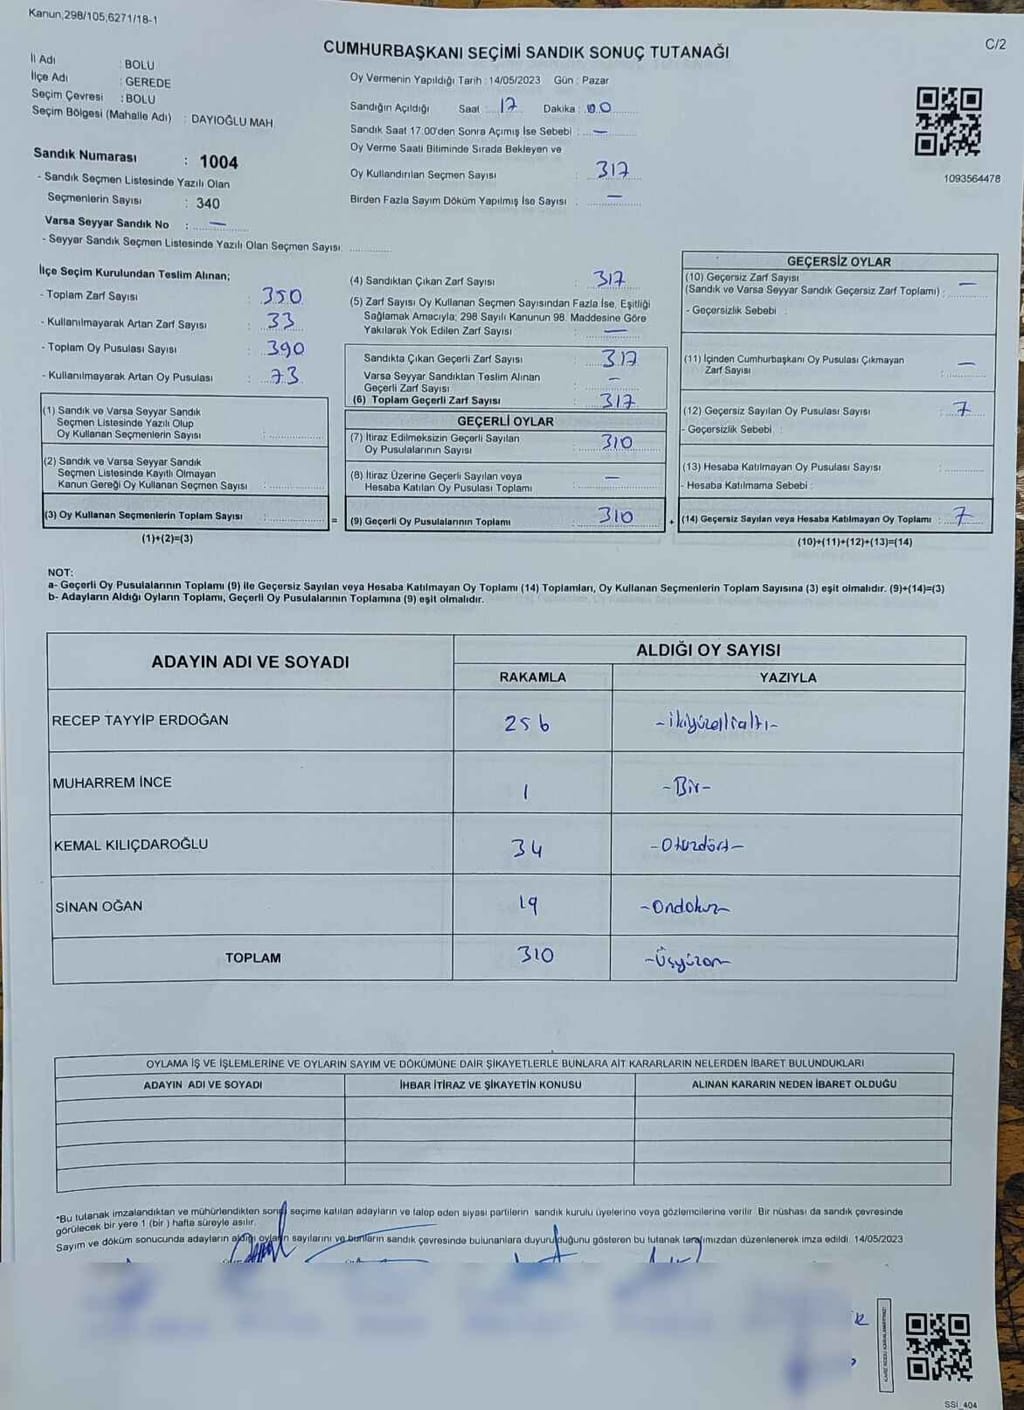 Kanun,298/105,6271/18-1
C/2
CUMHURBAŞKANI SEÇİMİ SANDIK SONUÇ TUTANAĞI
İl Adı : BOLU
İlçe Adı : GEREDE
Seçim Çevresi : BOLU
Seçim Bölgesi (Mahalle Adı) : DAYIOĞLU MAH.
Sandık Numarası : 1004
- Sandık Seçmen Listesinde Yazılı Olan
Seçmenlerin Sayısı : 340
Varsa Seyyar Sandık No : —
- Seyyar Sandık Seçmen Listesinde Yazılı Olan Seçmen Sayısı:
Oy Vermenin Yapıldığı Tarih : 14/05/2023 Gün : Pazar
Sandığın Açıldığı Saat : 17 Dakika : 00
Sandık Saat 17:00'den Sonra Açımış İse Sebebi : —
Oy Verme Saati Bitiminde Sırada Bekleyen ve
Oy Kullandırılan Seçmen Sayısı : 317
Birden Fazla Sayım Döküm Yapılmış İse Sayısı : —
1093564478
İlçe Seçim Kurulundan Teslim Alınan;
- Toplam Zarf Sayısı : 350
- Kullanılmayarak Artan Zarf Sayısı : 33
- Toplam Oy Pusulası Sayısı : 390
- Kullanılmayarak Artan Oy Pusulası : 73
(1) Sandık ve Varsa Seyyar Sandık
Seçmen Listesinde Yazılı Olup
Oy Kullanan Seçmenlerin Sayısı :
(2) Sandık ve Varsa Seyyar Sandık
Seçmen Listesinde Kayıtlı Olmayan
Kanun Gereği Oy Kullanan Seçmen Sayısı :
(3) Oy Kullanan Seçmenlerin Toplam Sayısı :
(1)+(2)=(3)
(4) Sandıktan Çıkan Zarf Sayısı : 317
(5) Zarf Sayısı Oy Kullanan Seçmen Sayısından Fazla İse, Eşitliği
Sağlamak Amacıyla; 298 Sayılı Kanunun 98. Maddesine Göre
Yakılarak Yok Edilen Zarf Sayısı : —
Sandıkta Çıkan Geçerli Zarf Sayısı : 317
Varsa Seyyar Sandıktan Teslim Alınan
Geçerli Zarf Sayısı : —
(6) Toplam Geçerli Zarf Sayısı : 317
GEÇERLİ OYLAR
(7) İtiraz Edilmeksizin Geçerli Sayılan
Oy Pusulalarının Sayısı : 310
(8) İtiraz Üzerine Geçerli Sayılan veya
Hesaba Katılan Oy Pusulası Toplamı : —
= (9) Geçerli Oy Pusulalarının Toplamı : 310
GEÇERSİZ OYLAR
(10) Geçersiz Zarf Sayısı
(Sandık ve Varsa Seyyar Sandık Geçersiz Zarf Toplamı) : —
- Geçersizlik Sebebi :
(11) İçinden Cumhurbaşkanı Oy Pusulası Çıkmayan
Zarf Sayısı : —
(12) Geçersiz Sayılan Oy Pusulası Sayısı : 7
- Geçersizlik Sebebi :
(13) Hesaba Katılmayan Oy Pusulası Sayısı :
- Hesaba Katılmama Sebebi :
+ (14) Geçersiz Sayılan veya Hesaba Katılmayan Oy Toplamı : 7
(10)+(11)+(12)+(13)=(14)
NOT:
a- Geçerli Oy Pusulalarının Toplamı (9) ile Geçersiz Sayılan veya Hesaba Katılmayan Oy Toplamı (14) Toplamları, Oy Kullanan Seçmenlerin Toplam Sayısına (3) eşit olmalıdır. (9)+(14)=(3)
b- Adayların Aldığı Oyların Toplamı, Geçerli Oy Pusulalarının Toplamına (9) eşit olmalıdır.
ADAYIN ADI VE SOYADI
ALDIĞI OY SAYISI
RAKAMLA YAZIYLA
RECEP TAYYİP ERDOĞAN 256 -İkiyüzellialtı-
MUHARREM İNCE 1 -Bir-
KEMAL KILIÇDAROĞLU 34 -Otuzdört-
SİNAN OĞAN 19 -Ondokuz-
TOPLAM 310 -Üçyüzon-
OYLAMA İŞ VE İŞLEMLERİNE VE OYLARIN SAYIM VE DÖKÜMÜNE DAİR ŞİKAYETLERLE BUNLARA AİT KARARLARIN NELERDEN İBARET BULUNDUKLARI
ADAYIN ADI VE SOYADI İHBAR İTİRAZ VE ŞİKAYETİN KONUSU ALINAN KARARIN NEDEN İBARET OLDUĞU
*Bu tutanak imzalandıktan ve mühürlendikten sonra seçime katılan adayların ve talep eden siyasi partilerin sandık kurulu üyelerine veya gözlemcilerine verilir. Bir nüshası da sandık çevresinde
görülecek bir yere 1 (bir) hafta süreyle asılır.
Sayım ve döküm sonucunda adayların aldığı oyların sayılarını ve bunların sandık çevresinde bulunanlara duyurulduğunu gösteren bu tutanak tarafımızdan düzenlenerek imza edildi. 14/05/2023
SSI_404